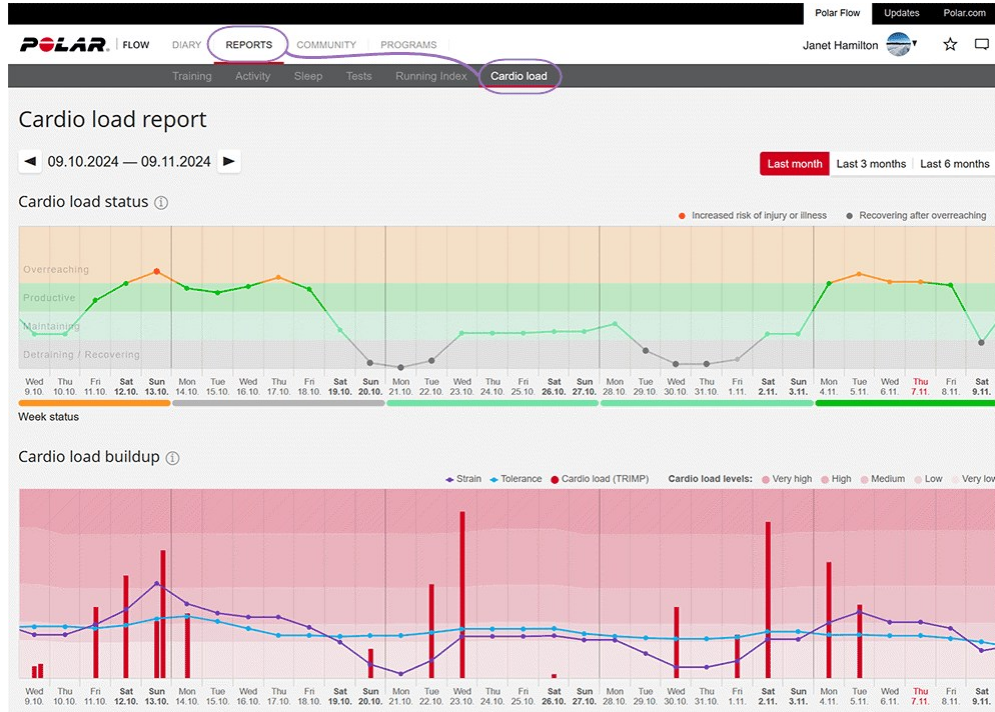 Polar Flow Updates Polar.com
POLAR FLOW DIARY REPORTS COMMUNITY PROGRAMS Janet Hamilton
Training Activity Sleep Tests Running Index Cardio load
Cardio load report
09.10.2024 — 09.11.2024 Last month Last 3 months Last 6 months
Cardio load status
Increased risk of injury or illness Recovering after overreaching
Overreaching
Productive
Maintaining
Detraining / Recovering
Wed Thu Fri Sat Sun Mon Tue Wed Thu Fri Sat Sun Mon Tue Wed Thu Fri Sat Sun Mon Tue Wed Thu Fri Sat Sun Mon Tue Wed Thu Fri Sat
9.10. 10.10. 11.10. 12.10. 13.10. 14.10. 15.10. 16.10. 17.10. 18.10. 19.10. 20.10. 21.10. 22.10. 23.10. 24.10. 25.10. 26.10. 27.10. 28.10. 29.10. 30.10. 31.10. 1.11. 2.11. 3.11. 4.11. 5.11. 6.11. 7.11. 8.11. 9.11.
Week status
Cardio load buildup
Strain Tolerance Cardio load (TRIMP) Cardio load levels: Very high High Medium Low Very low
Wed Thu Fri Sat Sun Mon Tue Wed Thu Fri Sat Sun Mon Tue Wed Thu Fri Sat Sun Mon Tue Wed Thu Fri Sat Sun Mon Tue Wed Thu Fri Sat
9.10. 10.10. 11.10. 12.10. 13.10. 14.10. 15.10. 16.10. 17.10. 18.10. 19.10. 20.10. 21.10. 22.10. 23.10. 24.10. 25.10. 26.10. 27.10. 28.10. 29.10. 30.10. 31.10. 1.11. 2.11. 3.11. 4.11. 5.11. 6.11. 7.11. 8.11. 9.11.